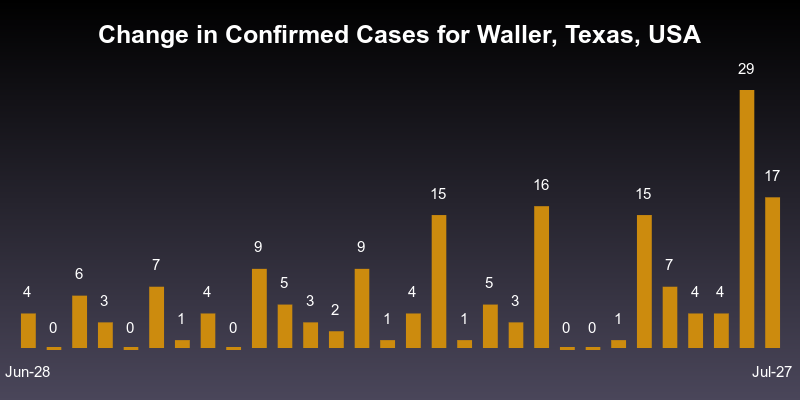 Change in Confirmed Cases for Waller, Texas, USA
4 0 6 3 0 7 1 4 0 9 5 3 2 9 1 4 15 1 5 3 16 0 0 1 15 7 4 4 29 17
Jun-28 Jul-27